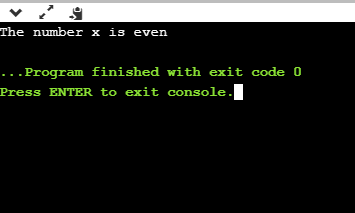 The number x is even
...Program finished with exit code 0
Press ENTER to exit console.